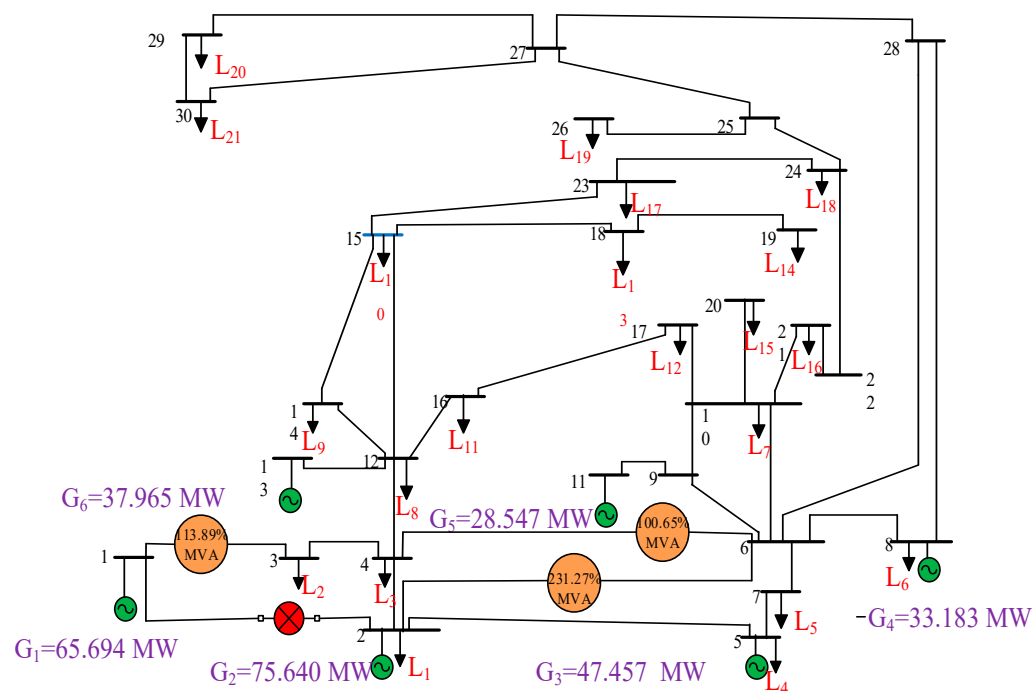 29
L20
27
28
30
L21
26
L19
25
24
L18
23
L17
15
L1
0
18
L1
3
19
L14
20
L15
17
L12
2
1
L16
2
2
1
4
L9
16
L11
1
0
L7
1
3
12
L8
11
9
G6=37.965 MW
G5=28.547 MW
113.89%
MVA
100.65%
MVA
231.27%
MVA
1
3
L2
4
L3
6
8
L6
7
L5
G4=33.183 MW
2
L1
5
L4
G1=65.694 MW
G2=75.640 MW
G3=47.457 MW